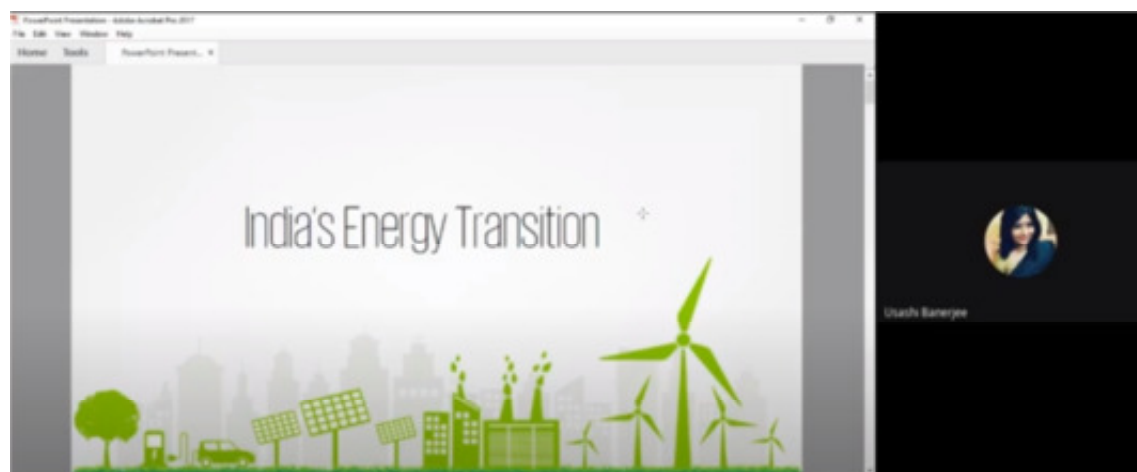 PowerPoint Presentation - Adobe Acrobat Pro 2017
File Edit View Window Help
Home Tools PowerPoint Present... ×
India's Energy Transition
Usashi Banerjee